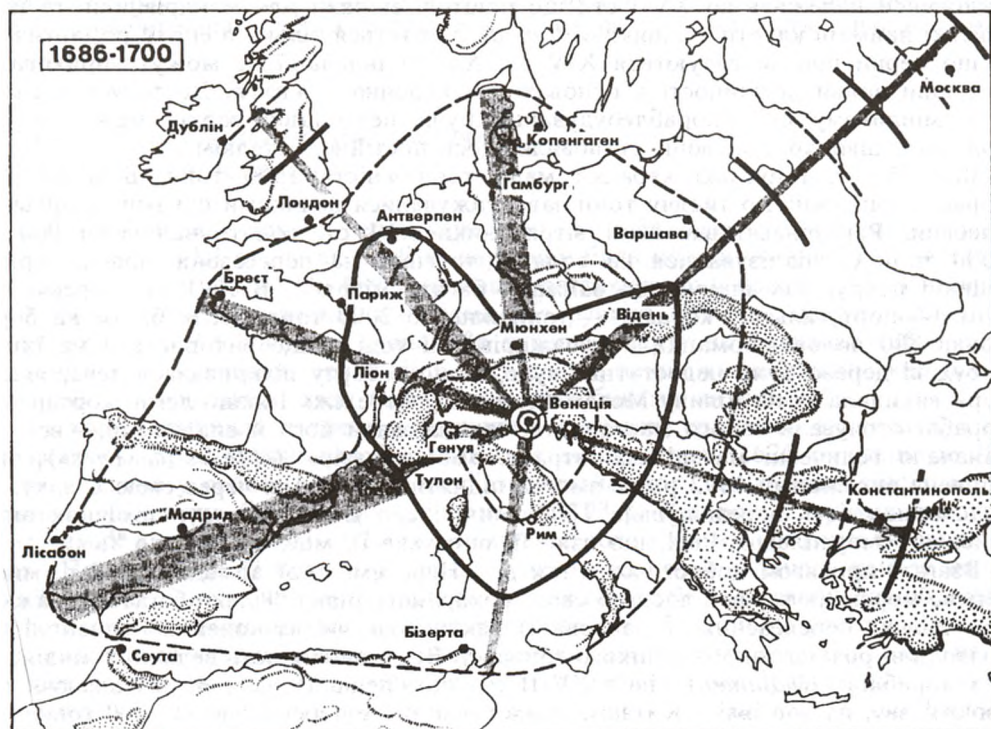 1686-1700
Москва
Дублін
Копенгаген
Гамбург
Лондон
Антверпен
Варшава
Брест
Париж
Відень
Мюнхен
Ліон
Венеція
Генуя
Тулон
Константинополь
Мадрид
Рим
Лісабон
Бізерта
Сеута